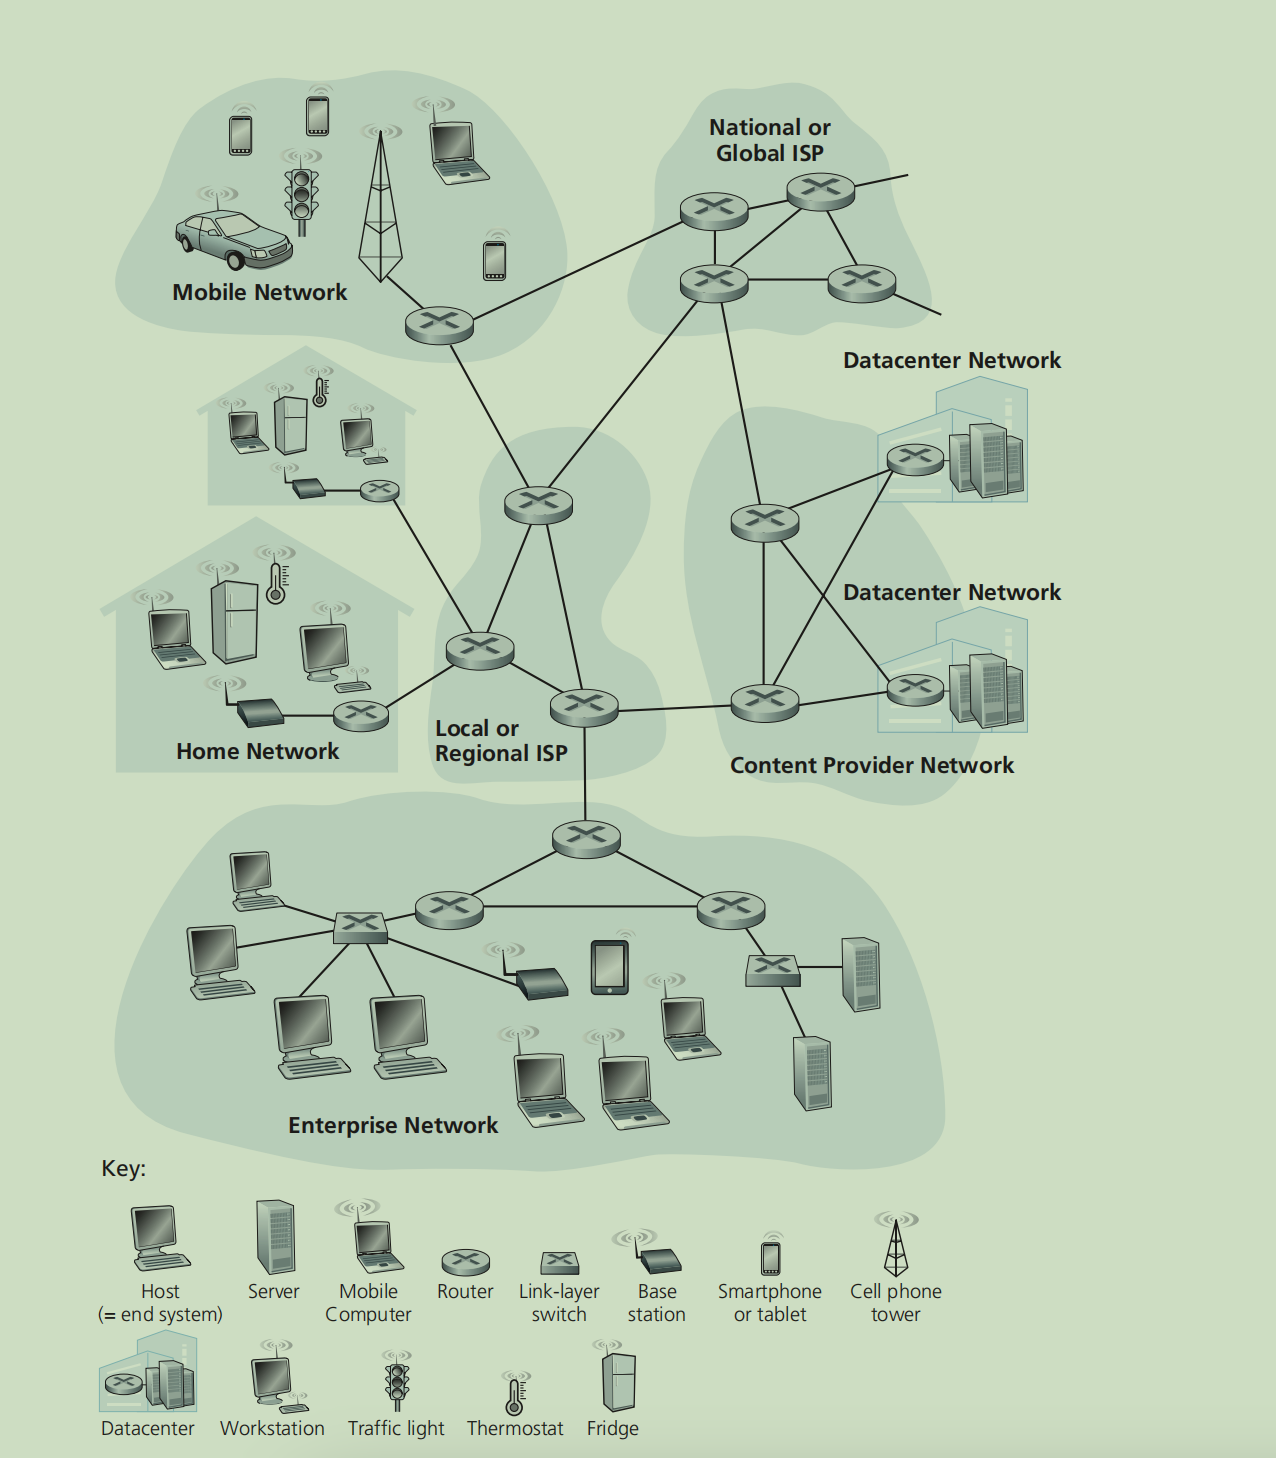 National or
Global ISP
Mobile Network
Datacenter Network
Datacenter Network
Local or
Regional ISP
Home Network
Content Provider Network
Enterprise Network
Key:
Host
(= end system)
Server
Mobile
Computer
Router
Link-layer
switch
Base
station
Smartphone
or tablet
Cell phone
tower
Datacenter
Workstation
Traffic light
Thermostat
Fridge